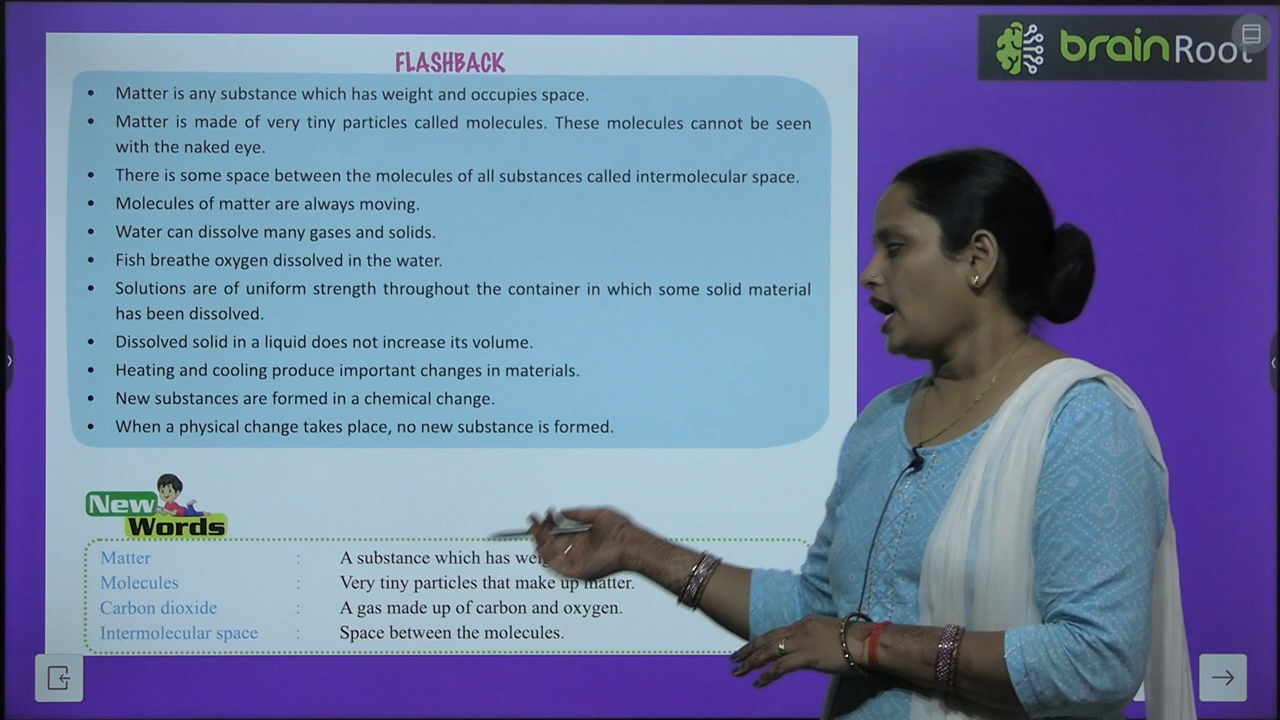 brainRoot
FLASHBACK
• Matter is any substance which has weight and occupies space.
• Matter is made of very tiny particles called molecules. These molecules cannot be seen
with the naked eye.
• There is some space between the molecules of all substances called intermolecular space.
• Molecules of matter are always moving.
• Water can dissolve many gases and solids.
• Fish breathe oxygen dissolved in the water.
• Solutions are of uniform strength throughout the container in which some solid material
has been dissolved.
• Dissolved solid in a liquid does not increase its volume.
• Heating and cooling produce important changes in materials.
• New substances are formed in a chemical change.
• When a physical change takes place, no new substance is formed.
New
Words
Matter : A substance which has
Molecules : Very tiny particles that make up matter.
Carbon dioxide : A gas made up of carbon and oxygen.
Intermolecular space : Space between the molecules.